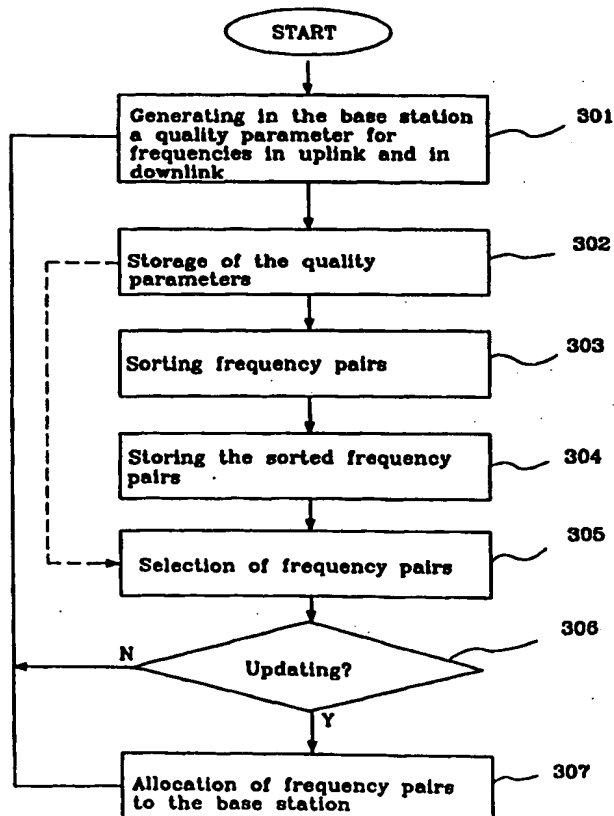 START
Generating in the base station
a quality parameter for
frequencies in uplink and in
downlink
301
Storage of the quality
parameters
302
Sorting frequency pairs
303
Storing the sorted frequency
pairs
304
Selection of frequency pairs
305
Updating?
306
N
Y
Allocation of frequency pairs
to the base station
307